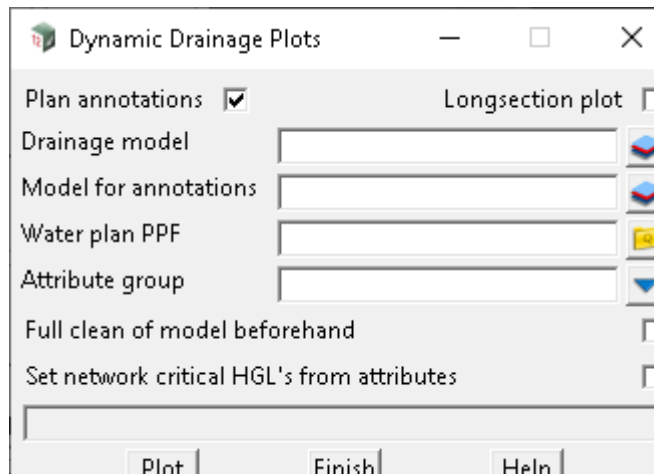 Dynamic Drainage Plots
Plan annotations Longsection plot
Drainage model
Model for annotations
Water plan PPF
Attribute group
Full clean of model beforehand
Set network critical HGL's from attributes
Plot Finish Help